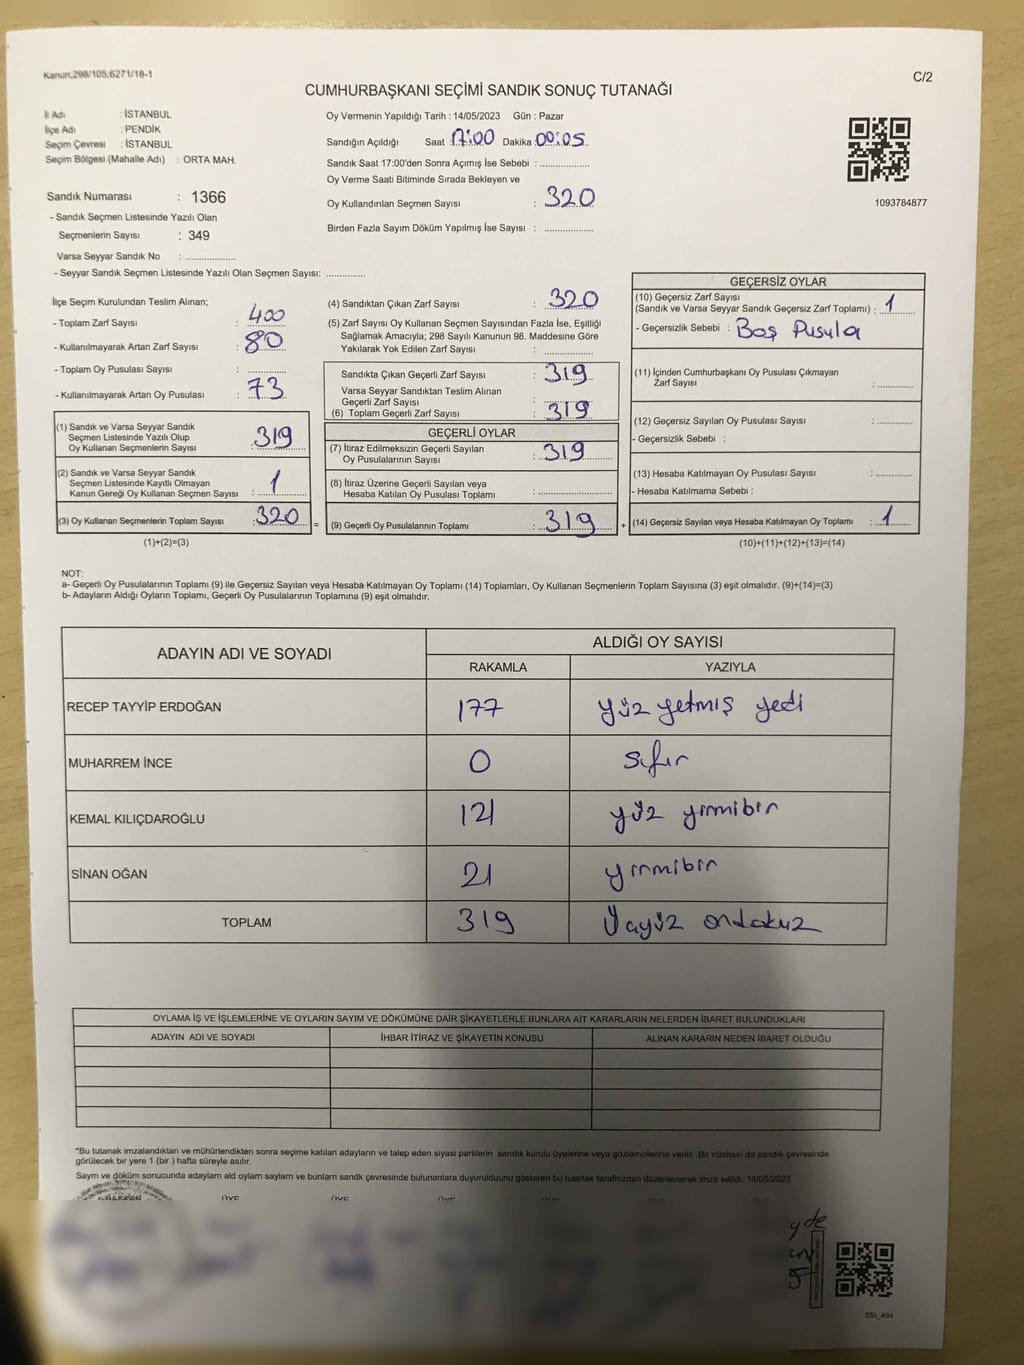 Kanun;298/105;6271/18-1
C/2
CUMHURBAŞKANI SEÇİMİ SANDIK SONUÇ TUTANAĞI
İl Adı : İSTANBUL
İlçe Adı : PENDİK
Seçim Çevresi : İSTANBUL
Seçim Bölgesi (Mahalle Adı) : ORTA MAH.
Sandık Numarası : 1366
- Sandık Seçmen Listesinde Yazılı Olan
Seçmenlerin Sayısı : 349
Varsa Seyyar Sandık No : ..................
- Seyyar Sandık Seçmen Listesinde Yazılı Olan Seçmen Sayısı: ..............
Oy Vermenin Yapıldığı Tarih : 14/05/2023 Gün : Pazar
Sandığın Açıldığı Saat 17:00 Dakika : 00:05
Sandık Saat 17:00'den Sonra Açımış İse Sebebi : ..................
Oy Verme Saati Bitiminde Sırada Bekleyen ve
Oy Kullandırılan Seçmen Sayısı : 320
Birden Fazla Sayım Döküm Yapılmış İse Sayısı : ..................
1093784877
İlçe Seçim Kurulundan Teslim Alınan;
- Toplam Zarf Sayısı : 400
- Kullanılmayarak Artan Zarf Sayısı : 80
- Toplam Oy Pusulası Sayısı : ..............
- Kullanılmayarak Artan Oy Pusulası : 73
(1) Sandık ve Varsa Seyyar Sandık
Seçmen Listesinde Yazılı Olup
Oy Kullanan Seçmenlerin Sayısı : 319
(2) Sandık ve Varsa Seyyar Sandık
Seçmen Listesinde Kayıtlı Olmayan
Kanun Gereği Oy Kullanan Seçmen Sayısı : 1
(3) Oy Kullanan Seçmenlerin Toplam Sayısı : 320
(1)+(2)=(3)
(4) Sandıktan Çıkan Zarf Sayısı : 320
(5) Zarf Sayısı Oy Kullanan Seçmen Sayısından Fazla İse, Eşitliği
Sağlamak Amacıyla; 298 Sayılı Kanunun 98. Maddesine Göre
Yakılarak Yok Edilen Zarf Sayısı : ..................
Sandıkta Çıkan Geçerli Zarf Sayısı : 319
Varsa Seyyar Sandıktan Teslim Alınan
Geçerli Zarf Sayısı : ..................
(6) Toplam Geçerli Zarf Sayısı : 319
GEÇERLİ OYLAR
(7) İtiraz Edilmeksizin Geçerli Sayılan
Oy Pusulalarının Sayısı : 319
(8) İtiraz Üzerine Geçerli Sayılan veya
Hesaba Katılan Oy Pusulası Toplamı : ..................
= (9) Geçerli Oy Pusulalarının Toplamı : 319 +
GEÇERSİZ OYLAR
(10) Geçersiz Zarf Sayısı
(Sandık ve Varsa Seyyar Sandık Geçersiz Zarf Toplamı) : 1
- Geçersizlik Sebebi : Boş Pusula
(11) İçinden Cumhurbaşkanı Oy Pusulası Çıkmayan
Zarf Sayısı : ..............
(12) Geçersiz Sayılan Oy Pusulası Sayısı : ..............
- Geçersizlik Sebebi :
(13) Hesaba Katılmayan Oy Pusulası Sayısı : ..............
- Hesaba Katılmama Sebebi :
(14) Geçersiz Sayılan veya Hesaba Katılmayan Oy Toplamı : 1
(10)+(11)+(12)+(13)=(14)
NOT:
a- Geçerli Oy Pusulalarının Toplamı (9) ile Geçersiz Sayılan veya Hesaba Katılmayan Oy Toplamı (14) Toplamları, Oy Kullanan Seçmenlerin Toplam Sayısına (3) eşit olmalıdır. (9)+(14)=(3)
b- Adayların Aldığı Oyların Toplamı, Geçerli Oy Pusulalarının Toplamına (9) eşit olmalıdır.
ADAYIN ADI VE SOYADI
ALDIĞI OY SAYISI
RAKAMLA YAZIYLA
RECEP TAYYİP ERDOĞAN 177 yüz yetmiş yedi
MUHARREM İNCE 0 sıfır
KEMAL KILIÇDAROĞLU 121 yüz yirmibir
SİNAN OĞAN 21 yirmibir
TOPLAM 319 Üçyüz ondokuz
OYLAMA İŞ VE İŞLEMLERİNE VE OYLARIN SAYIM VE DÖKÜMÜNE DAİR ŞİKAYETLERLE BUNLARA AİT KARARLARIN NELERDEN İBARET BULUNDUKLARI
ADAYIN ADI VE SOYADI İHBAR İTİRAZ VE ŞİKAYETİN KONUSU ALINAN KARARIN NEDEN İBARET OLDUĞU
*Bu tutanak imzalandıktan ve mühürlendikten sonra seçime katılan adayların ve talep eden siyasi partilerin sandık kurulu üyelerine veya gözlemcilerine verilir. Bir nüshası da sandık çevresinde
görülecek bir yere 1 (bir ) hafta süreyle asılır.
Sayım ve döküm sonucunda adayların aldığı oyların sayıların ve bunların sandık çevresinde bulunanlara duyurulduğunu gösteren bu tutanak tarafımızdan düzenlenerek imza edildi. 14/05/2023
BAŞKAN ÜYE ÜYE ÜYE
SSI_404